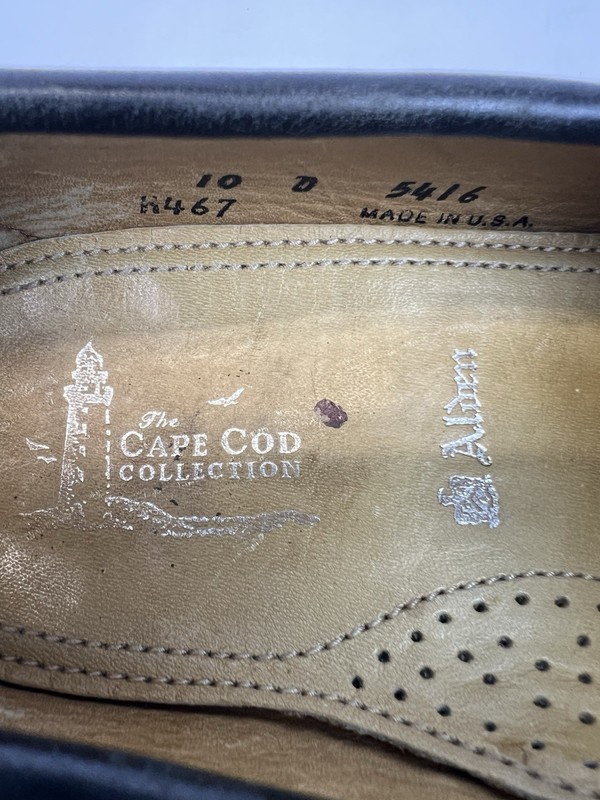 10 D 5416
H467 MADE IN U.S.A.
The
CAPE COD
COLLECTION
Alden